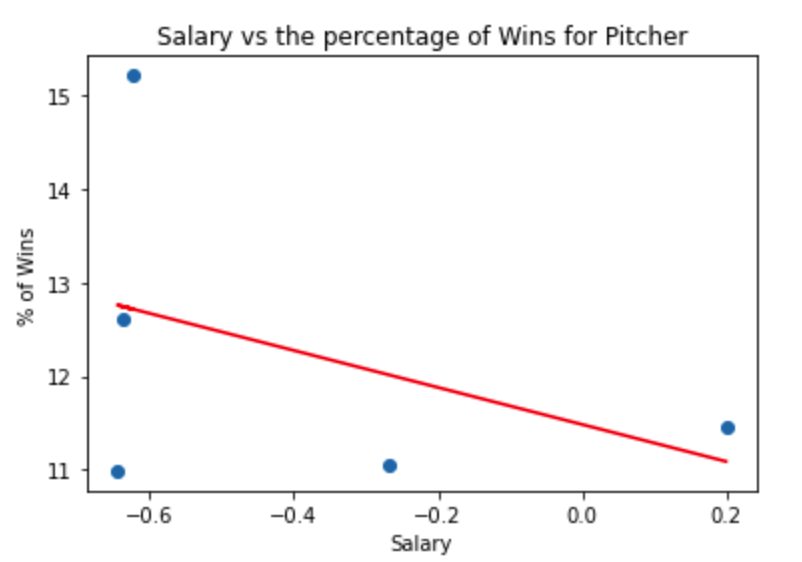 Salary vs the percentage of Wins for Pitcher
15
14
13
12
11
% of Wins
−0.6 −0.4 −0.2 0.0 0.2
Salary